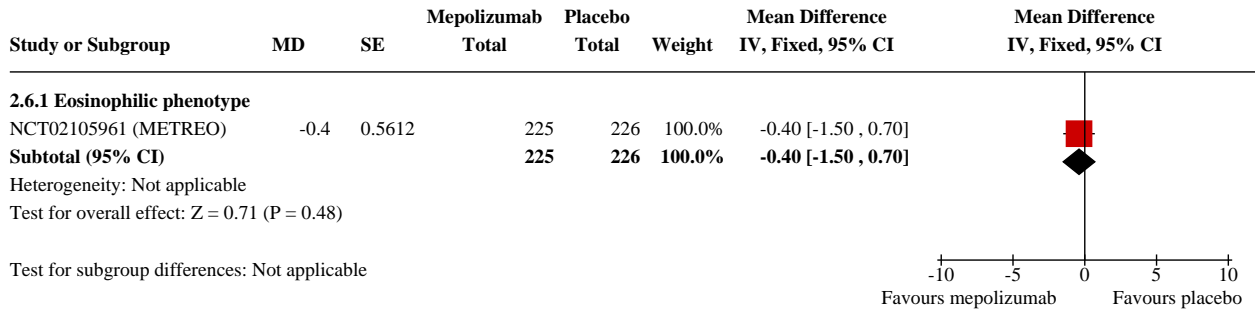 Mepolizumab Placebo Mean Difference Mean Difference
Study or Subgroup MD SE Total Total Weight IV, Fixed, 95% CI IV, Fixed, 95% CI
2.6.1 Eosinophilic phenotype
NCT02105961 (METREO) -0.4 0.5612 225 226 100.0% -0.40 [-1.50 , 0.70]
Subtotal (95% CI) 225 226 100.0% -0.40 [-1.50 , 0.70]
Heterogeneity: Not applicable
Test for overall effect: Z = 0.71 (P = 0.48)
Test for subgroup differences: Not applicable
-10 -5 0 5 10
Favours mepolizumab Favours placebo